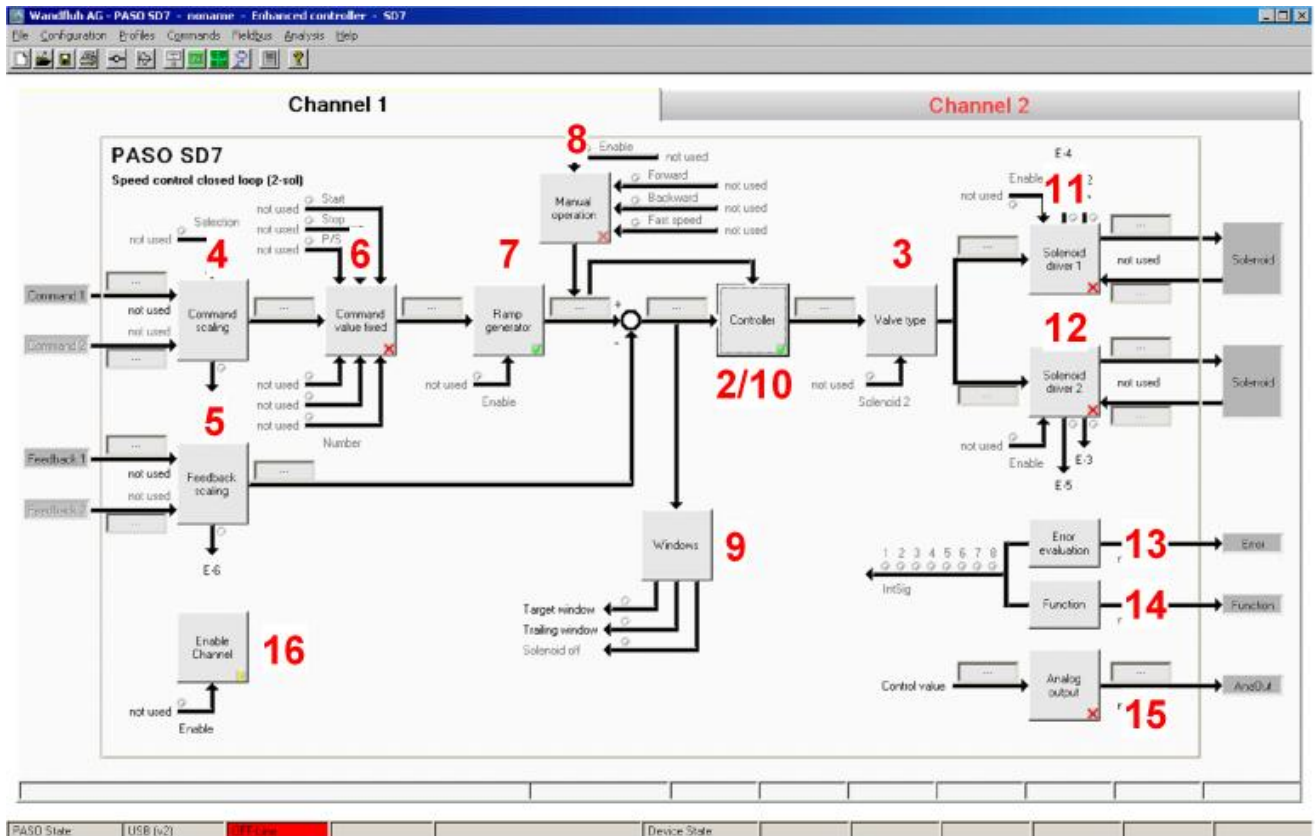 Wandfluh AG - PASO SD7 - noname - Enhanced controller - SD7
File Configuration Profiles Commands Fieldbus Analysis Help
Channel 1
Channel 2
PASO SD7
Speed control closed loop (2-sol)
8
Enable
not used
Manual operation
Forward
not used
Backward
not used
Fast speed
not used
Selection
not used
4
Start
not used
Stop
not used
P/S
not used
6
7
3
E-4
Enable
11
2
not used
Command 1
...
not used
Command 2
not used
...
Command scaling
...
Command value fixed
...
Ramp generator
...
+
-
...
Controller
...
Valve type
...
Solenoid driver 1
...
not used
Solenoid
12
...
Solenoid driver 2
...
not used
Solenoid
not used
not used
not used
Number
not used
Enable
2/10
not used
Solenoid 2
not used
Enable
E-3
E-5
5
Feedback 1
...
not used
Feedback 2
not used
...
Feedback scaling
...
E-6
Windows
9
Target window
Trailing window
Solenoid off
1 2 3 4 5 6 7 8
IntSig
Error evaluation
13
Error
Function
14
Function
Enable Channel
16
not used
Enable
Control value
...
Analog output
...
15
AnaOut
PASO State
USB (v2)
OFF-Line
Device State